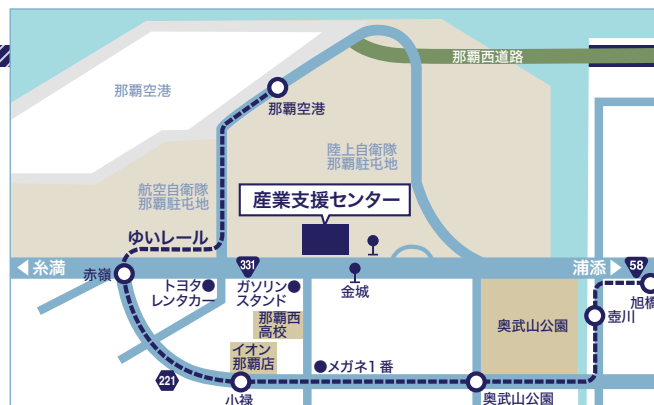 那覇西道路
那覇空港
那覇空港
陸上自衛隊
那覇駐屯地
航空自衛隊
那覇駐屯地
産業支援センター
ゆいレール
糸満
331
浦添
58
赤嶺
トヨタ
レンタカー
ガソリン
スタンド
金城
旭橋
壺川
那覇西
高校
奥武山公園
イオン
那覇店
メガネ1番
221
小禄
奥武山公園